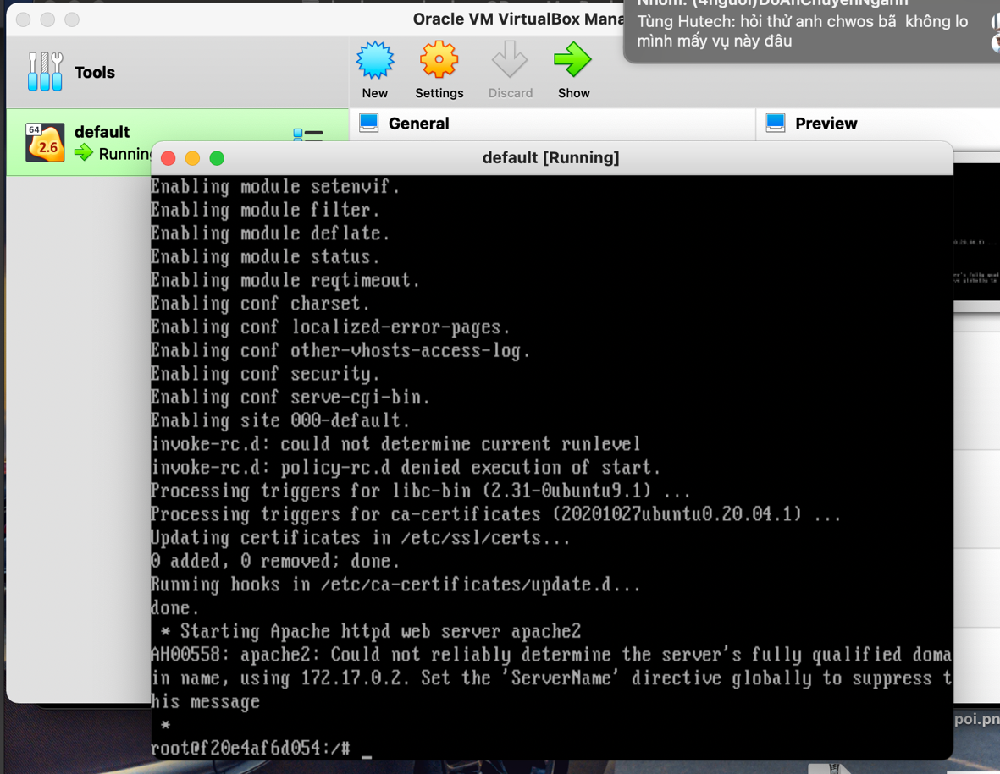 Oracle VM VirtualBox Mana
Nhóm: (4người)DoAnChuyenNganh
Tùng Hutech: hỏi thử anh chwos bã không lo
mình mấy vụ này đâu
Tools
New
Settings
Discard
Show
64
2.6
default
Running
General
Preview
default [Running]
Enabling module setenvif.
Enabling module filter.
Enabling module deflate.
Enabling module status.
Enabling module reqtimeout.
Enabling conf charset.
Enabling conf localized-error-pages.
Enabling conf other-vhosts-access-log.
Enabling conf security.
Enabling conf serve-cgi-bin.
Enabling site 000-default.
invoke-rc.d: could not determine current runlevel
invoke-rc.d: policy-rc.d denied execution of start.
Processing triggers for libc-bin (2.31-0ubuntu9.1) ...
Processing triggers for ca-certificates (20201027ubuntu0.20.04.1) ...
Updating certificates in /etc/ssl/certs...
0 added, 0 removed; done.
Running hooks in /etc/ca-certificates/update.d...
done.
* Starting Apache httpd web server apache2
AH00558: apache2: Could not reliably determine the server's fully qualified doma
in name, using 172.17.0.2. Set the 'ServerName' directive globally to suppress t
his message
*
root@f20e4af6d054:/# _
poi.pn